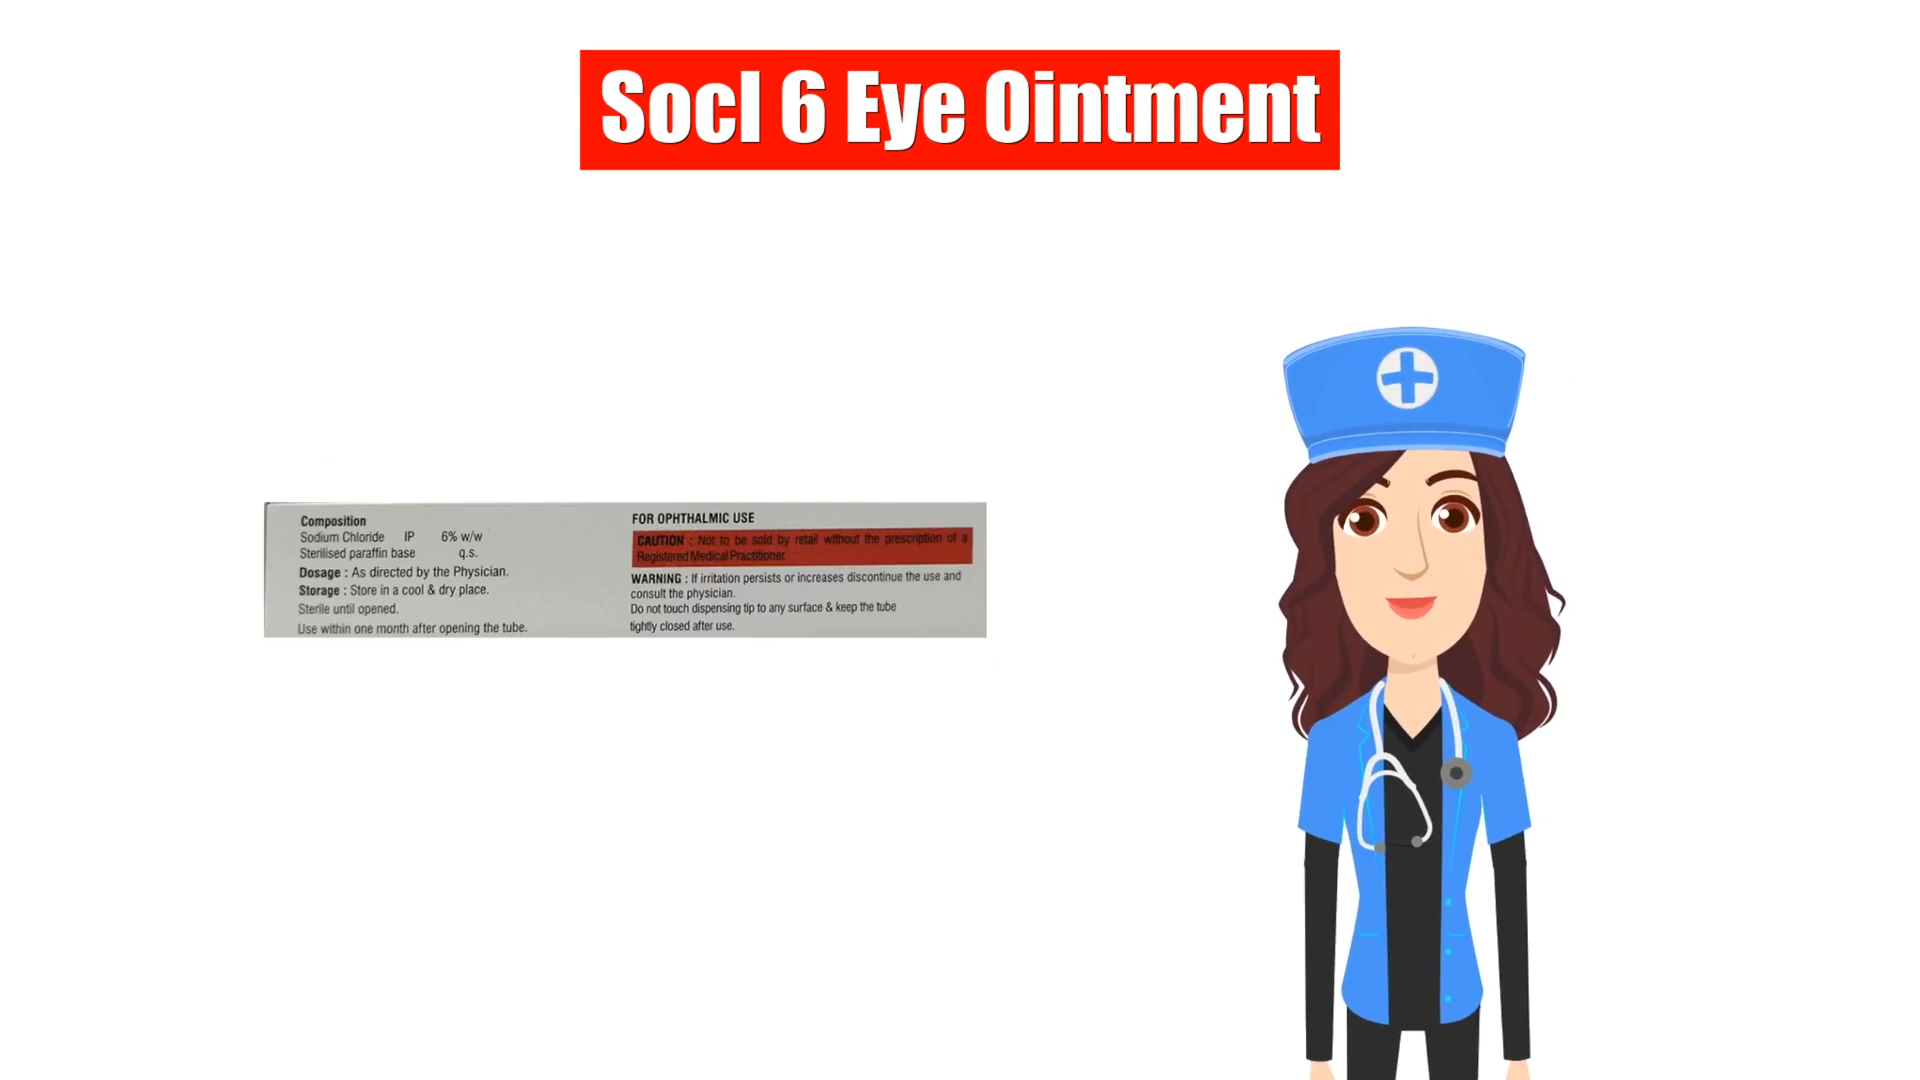 Socl 6 Eye Ointment
Composition
Sodium Chloride IP 6% w/w
Sterilised paraffin base q.s.
Dosage : As directed by the Physician.
Storage : Store in a cool & dry place.
Sterile until opened.
Use within one month after opening the tube.
FOR OPHTHALMIC USE
CAUTION : Not to be sold by retail without the prescription of a
Registered Medical Practitioner.
WARNING : If irritation persists or increases discontinue the use and
consult the physician.
Do not touch dispensing tip to any surface & keep the tube
tightly closed after use.